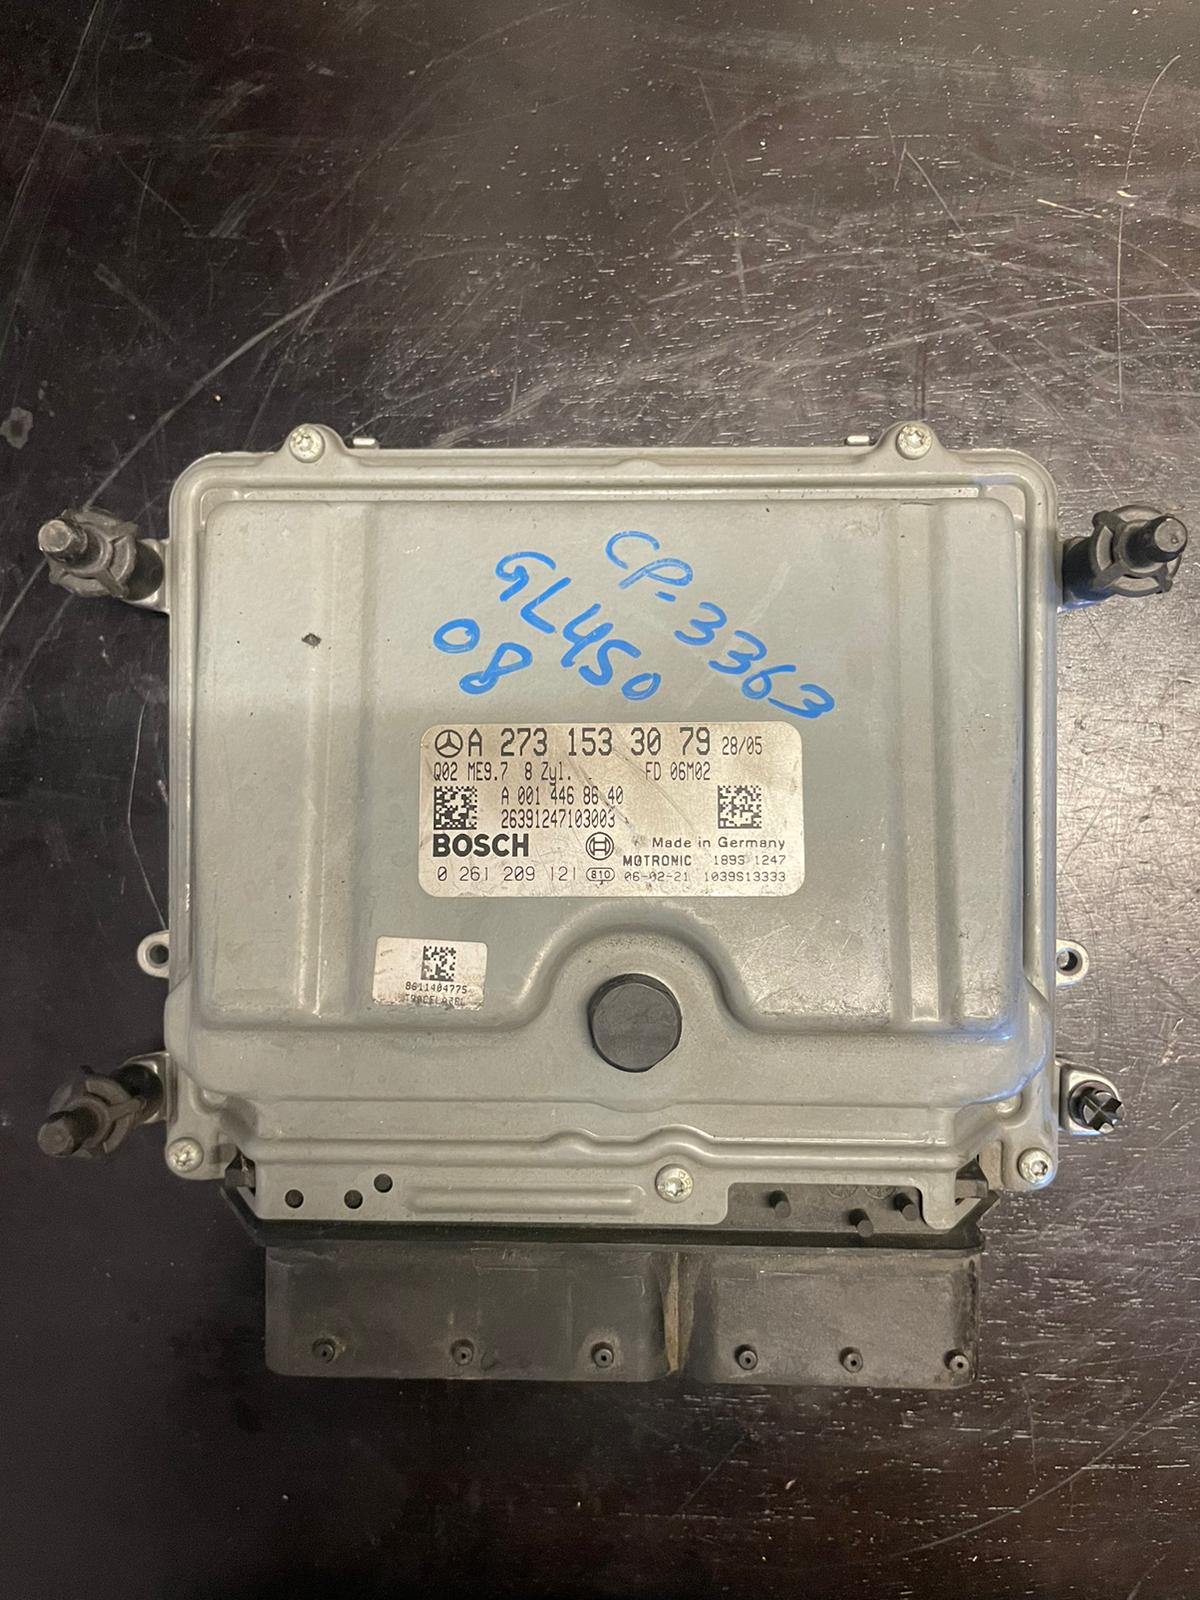 CP-3363
GL450
08
A 273 153 30 79 28/05
Q02 ME9.7 8 Zyl. FD 06M02
A 001 446 86 40
26391247103003
BOSCH Made in Germany
MOTRONIC 1893 1247
0 261 209 121 810 06-02-21 1039S13333
8611404775